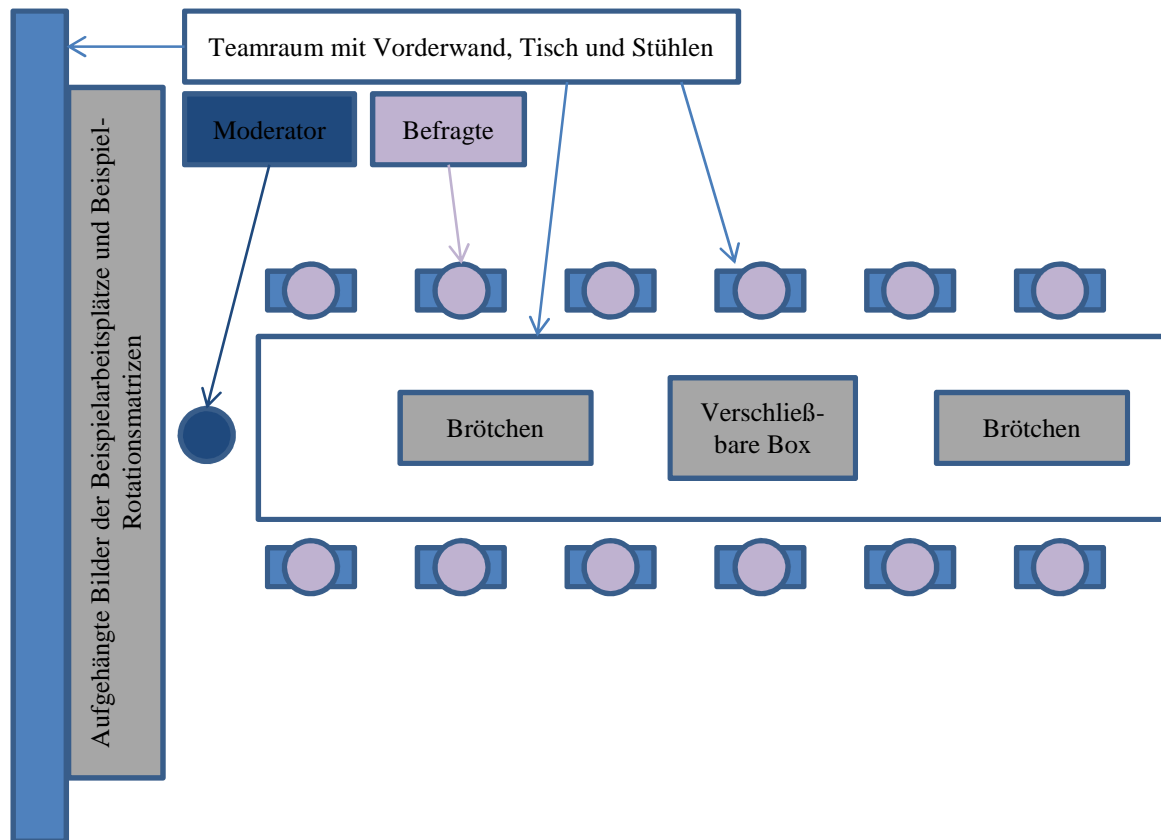 Teamraum mit Vorderwand, Tisch und Stühlen
Moderator
Befragte
Aufgehängte Bilder der Beispielarbeitsplätze und Beispiel-
Rotationsmatrizen
Brötchen
Verschließ-
bare Box
Brötchen